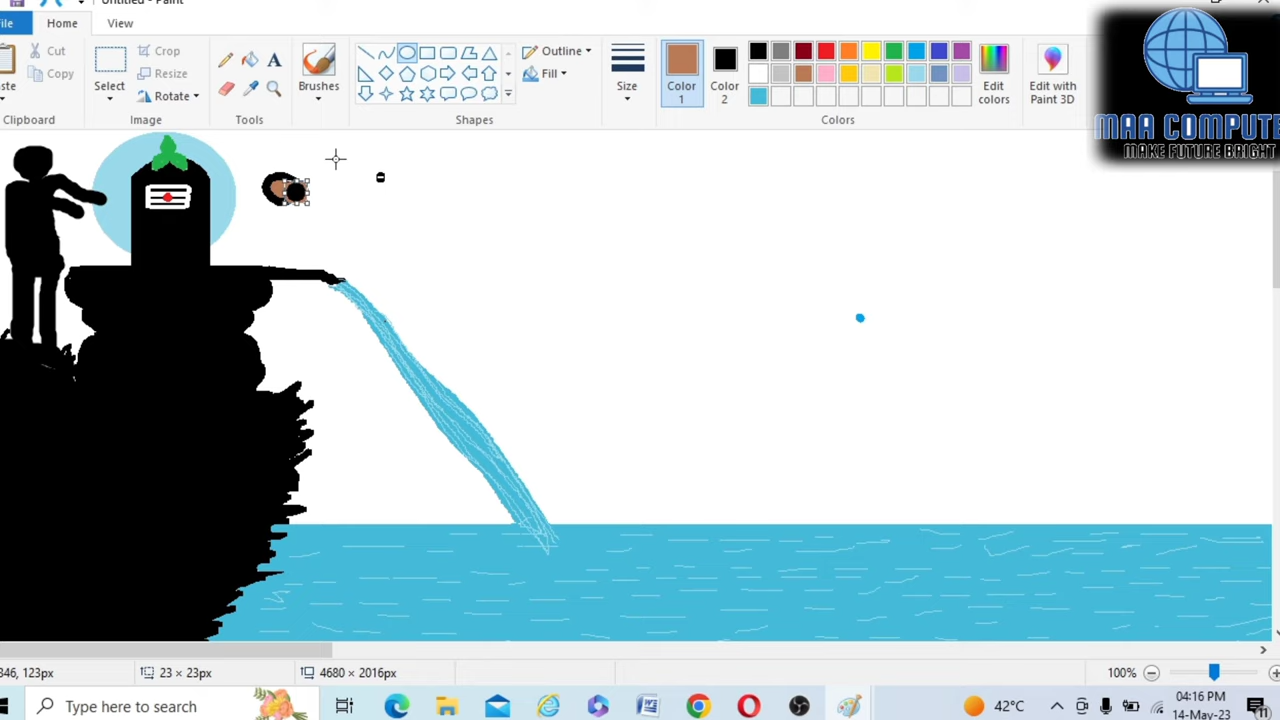 Untitled - Paint
File
Home
View
Cut
Copy
Paste
Clipboard
Select
Crop
Resize
Rotate
Image
A
Tools
Brushes
Outline
Fill
Shapes
Size
Color
1
Color
2
Colors
Edit
colors
Edit with
Paint 3D
MAA COMPUTE
MAKE FUTURE BRIGHT
346, 123px
23 × 23px
4680 × 2016px
100%
Type here to search
42°C
04:16 PM
14-May-23
11